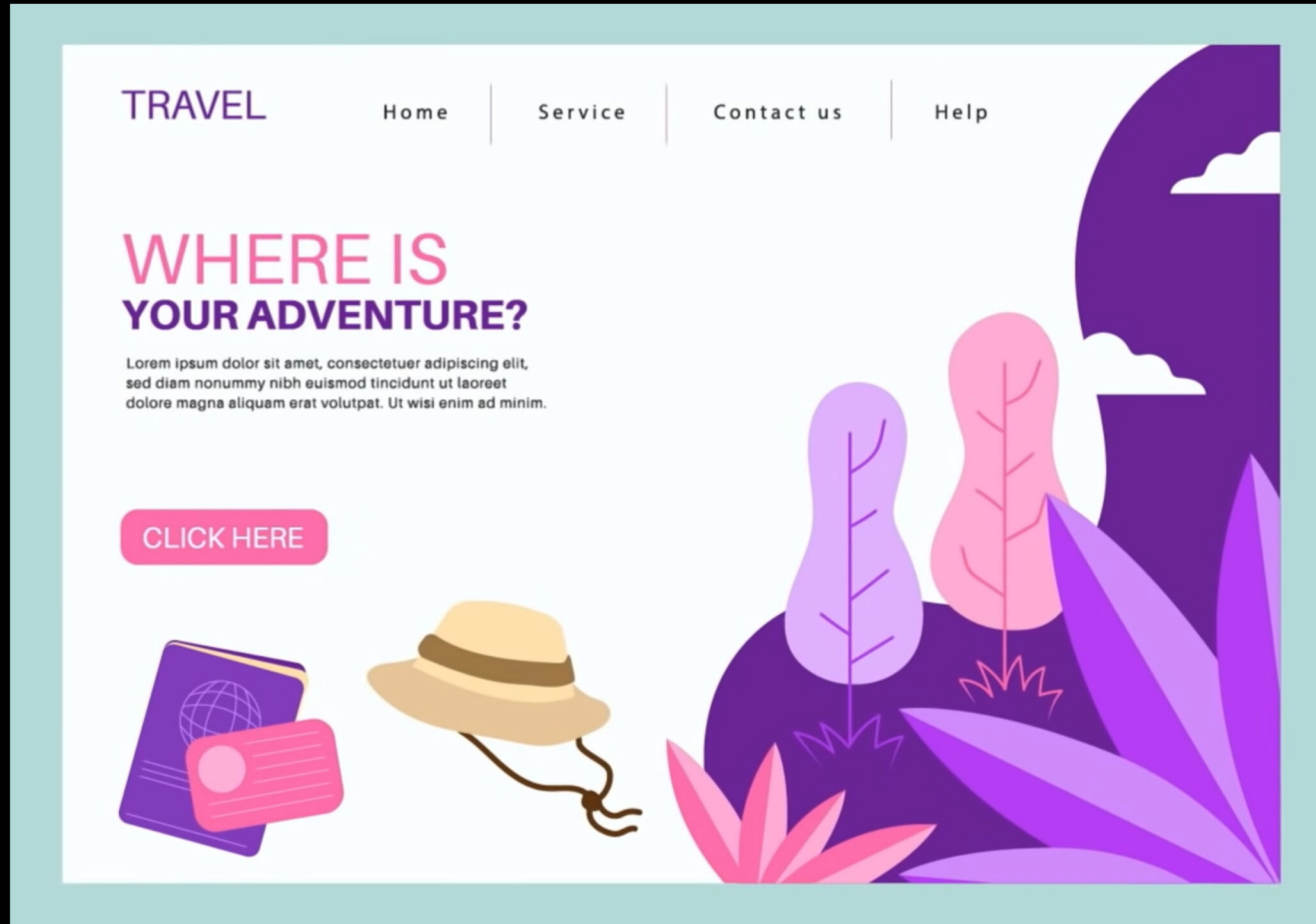 TRAVEL
Home
Service
Contact us
Help
WHERE IS
YOUR ADVENTURE?
Lorem ipsum dolor sit amet, consectetuer adipiscing elit,
sed diam nonummy nibh euismod tincidunt ut laoreet
dolore magna aliquam erat volutpat. Ut wisi enim ad minim.
CLICK HERE